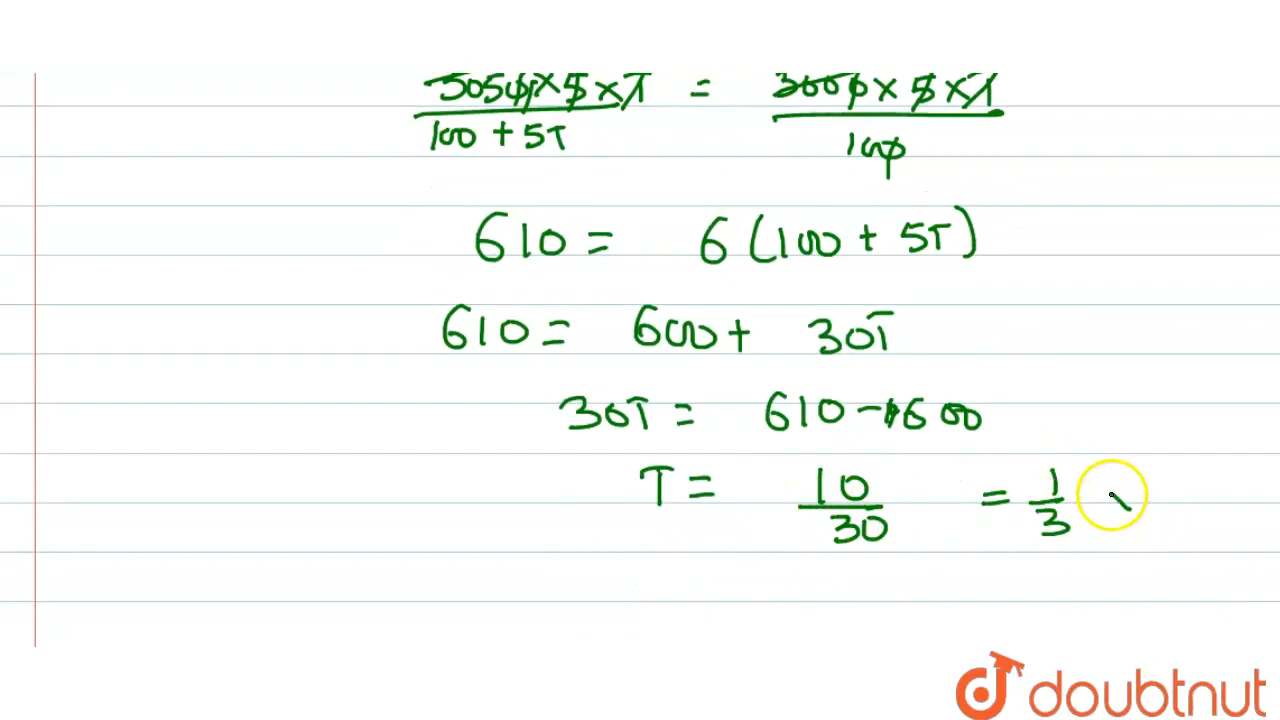 3050 × 5 × T = 3000 × 5 × T
100 + 5T 100
610 = 6 (100 + 5T)
610 = 600 + 30T
30T = 610 - 600
T = 10/30 = 1/3
doubtnut